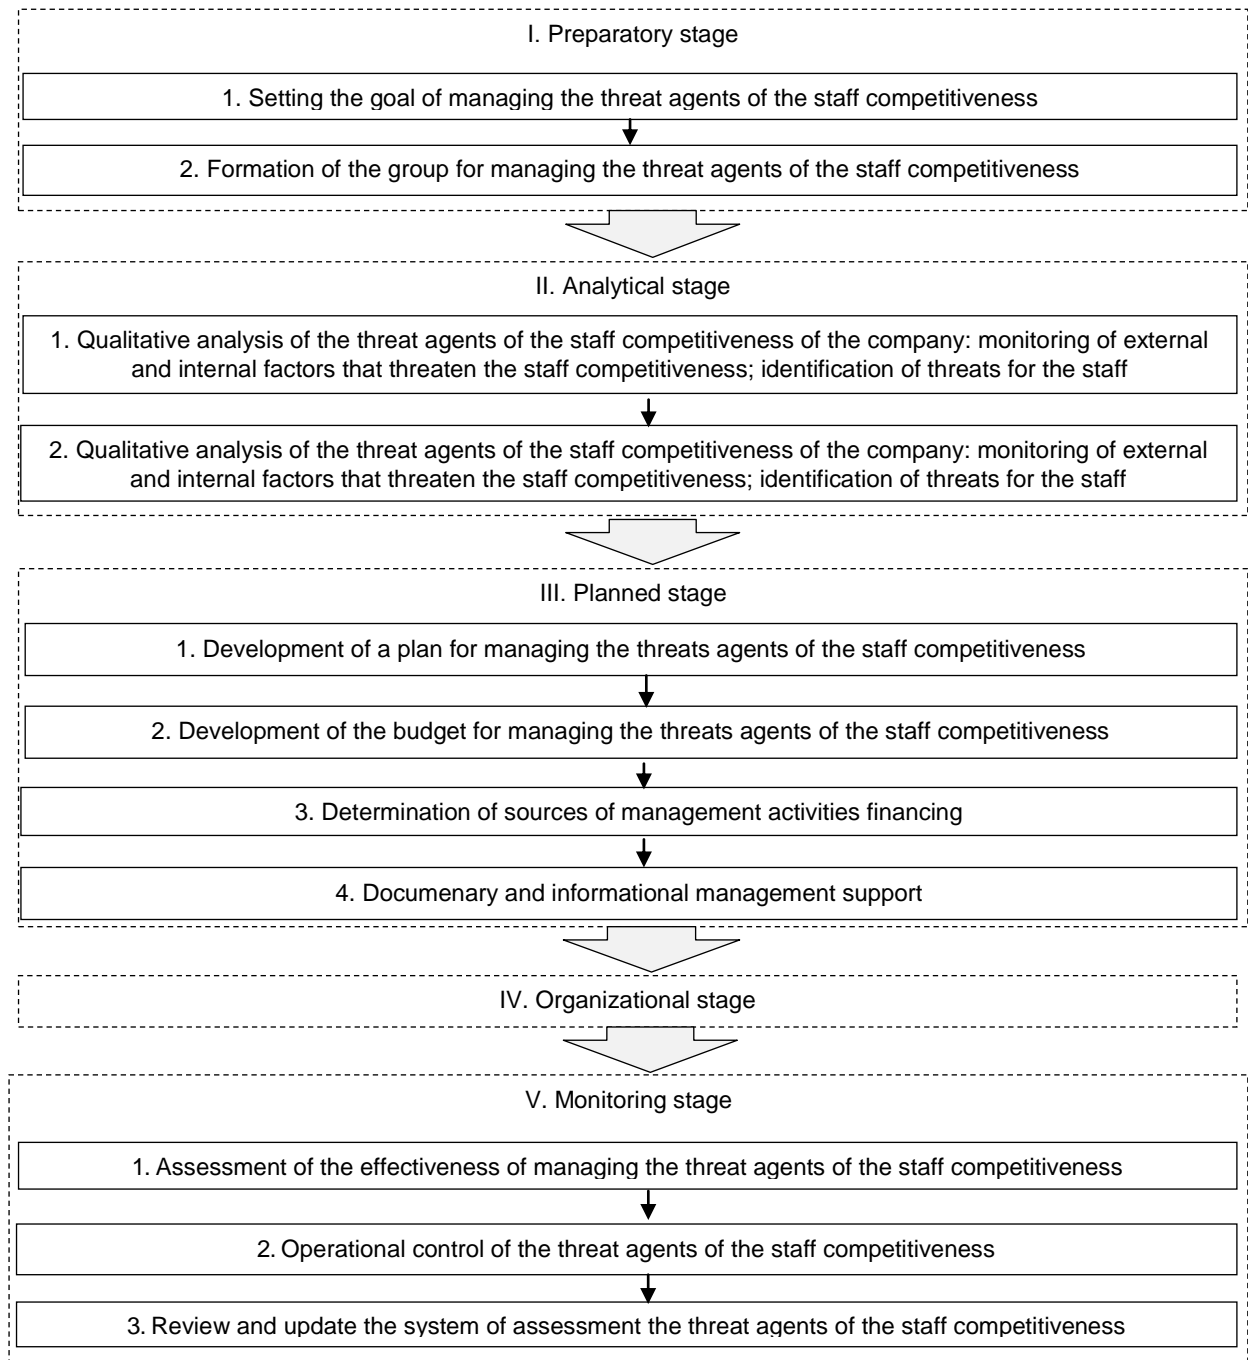 I. Preparatory stage
1. Setting the goal of managing the threat agents of the staff competitiveness
2. Formation of the group for managing the threat agents of the staff competitiveness
II. Analytical stage
1. Qualitative analysis of the threat agents of the staff competitiveness of the company: monitoring of external
and internal factors that threaten the staff competitiveness; identification of threats for the staff
2. Qualitative analysis of the threat agents of the staff competitiveness of the company: monitoring of external
and internal factors that threaten the staff competitiveness; identification of threats for the staff
III. Planned stage
1. Development of a plan for managing the threats agents of the staff competitiveness
2. Development of the budget for managing the threats agents of the staff competitiveness
3. Determination of sources of management activities financing
4. Documenary and informational management support
IV. Organizational stage
V. Monitoring stage
1. Assessment of the effectiveness of managing the threat agents of the staff competitiveness
2. Operational control of the threat agents of the staff competitiveness
3. Review and update the system of assessment the threat agents of the staff competitiveness